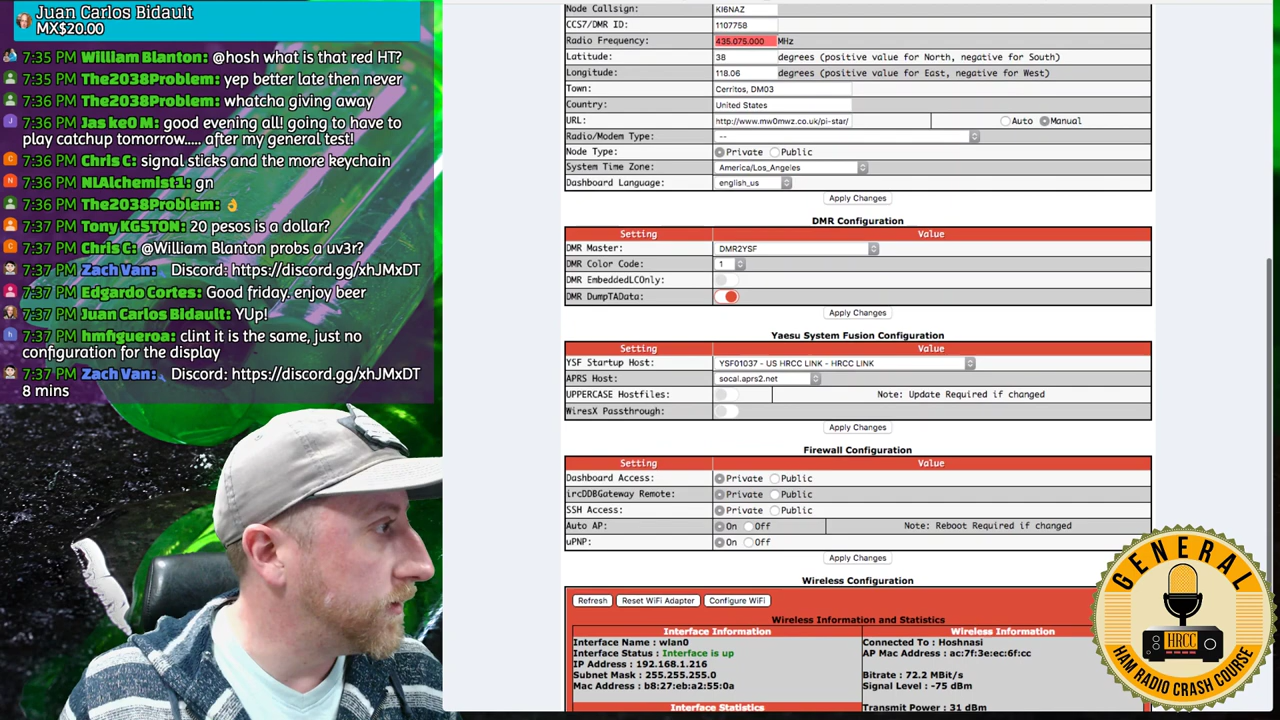 Juan Carlos Bidault
MX$20.00
7:35 PM William Blanton: @hosh what is that red HT?
7:35 PM The2038Problem: yep better late then never
7:36 PM The2038Problem: whatcha giving away
7:36 PM Jas ke0 M: good evening all! going to have to
play catchup tomorrow..... after my general test!
7:36 PM Chris C: signal sticks and the more keychain
7:36 PM NLAlchemist1: gn
7:36 PM The2038Problem: 👌
7:37 PM Tony KG5TON: 20 pesos is a dollar?
7:37 PM Chris C: @William Blanton probs a uv3r?
7:37 PM Zach Van: Discord: https://discord.gg/xhJMxDT
7:37 PM Edgardo Cortes: Good friday. enjoy beer
7:37 PM Juan Carlos Bidault: YUp!
7:37 PM hmfigueroa: clint it is the same, just no
configuration for the display
7:37 PM Zach Van: Discord: https://discord.gg/xhJMxDT
8 mins
Node Callsign: KI6NAZ
CCS7/DMR ID: 1107758
Radio Frequency: 435.075.000 MHz
Latitude: 38 degrees (positive value for North, negative for South)
Longitude: 118.06 degrees (positive value for East, negative for West)
Town: Cerritos, DM03
Country: United States
URL: http://www.mw0mwz.co.uk/pi-star/ Auto Manual
Radio/Modem Type: --
Node Type: Private Public
System Time Zone: America/Los_Angeles
Dashboard Language: english_us
Apply Changes
DMR Configuration
Setting Value
DMR Master: DMR2YSF
DMR Color Code: 1
DMR EmbeddedLCOnly:
DMR DumpTAData:
Apply Changes
Yaesu System Fusion Configuration
Setting Value
YSF Startup Host: YSF01037 - US HRCC LINK - HRCC LINK
APRS Host: socal.aprs2.net
UPPERCASE Hostfiles: Note: Update Required if changed
WiresX Passthrough:
Apply Changes
Firewall Configuration
Setting Value
Dashboard Access: Private Public
ircDDBGateway Remote: Private Public
SSH Access: Private Public
Auto AP: On Off Note: Reboot Required if changed
uPNP: On Off
Apply Changes
Wireless Configuration
Refresh Reset WiFi Adapter Configure WiFi
Wireless Information and Statistics
Interface Information Wireless Information
Interface Name : wlan0 Connected To : Hoshnasi
Interface Status : Interface is up AP Mac Address : ac:7f:3e:ec:6f:cc
IP Address : 192.168.1.216
Subnet Mask : 255.255.255.0 Bitrate : 72.2 MBit/s
Mac Address : b8:27:eb:a2:55:0a Signal Level : -75 dBm
Interface Statistics Transmit Power : 31 dBm
GENERAL
HRCC
HAM RADIO CRASH COURSE